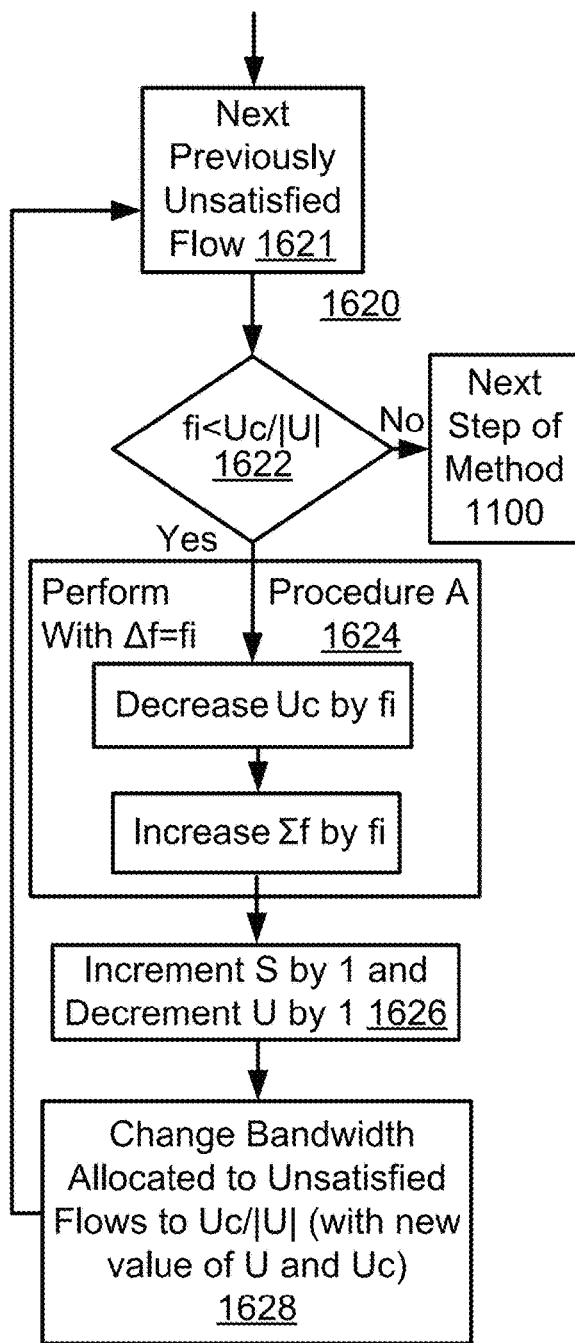 Next
Previously
Unsatisfied
Flow 1621
1620
fi<Uc/|U|
1622
No
Next
Step of
Method
1100
Yes
Perform Procedure A
With Δf=fi 1624
Decrease Uc by fi
Increase Σf by fi
Increment S by 1 and
Decrement U by 1 1626
Change Bandwidth
Allocated to Unsatisfied
Flows to Uc/|U| (with new
value of U and Uc)
1628